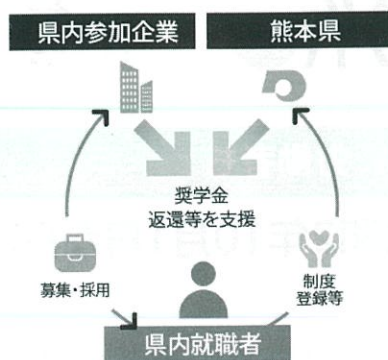 県内参加企業
熊本県
奨学金
返還等を支援
募集・採用
制度
登録等
県内就職者